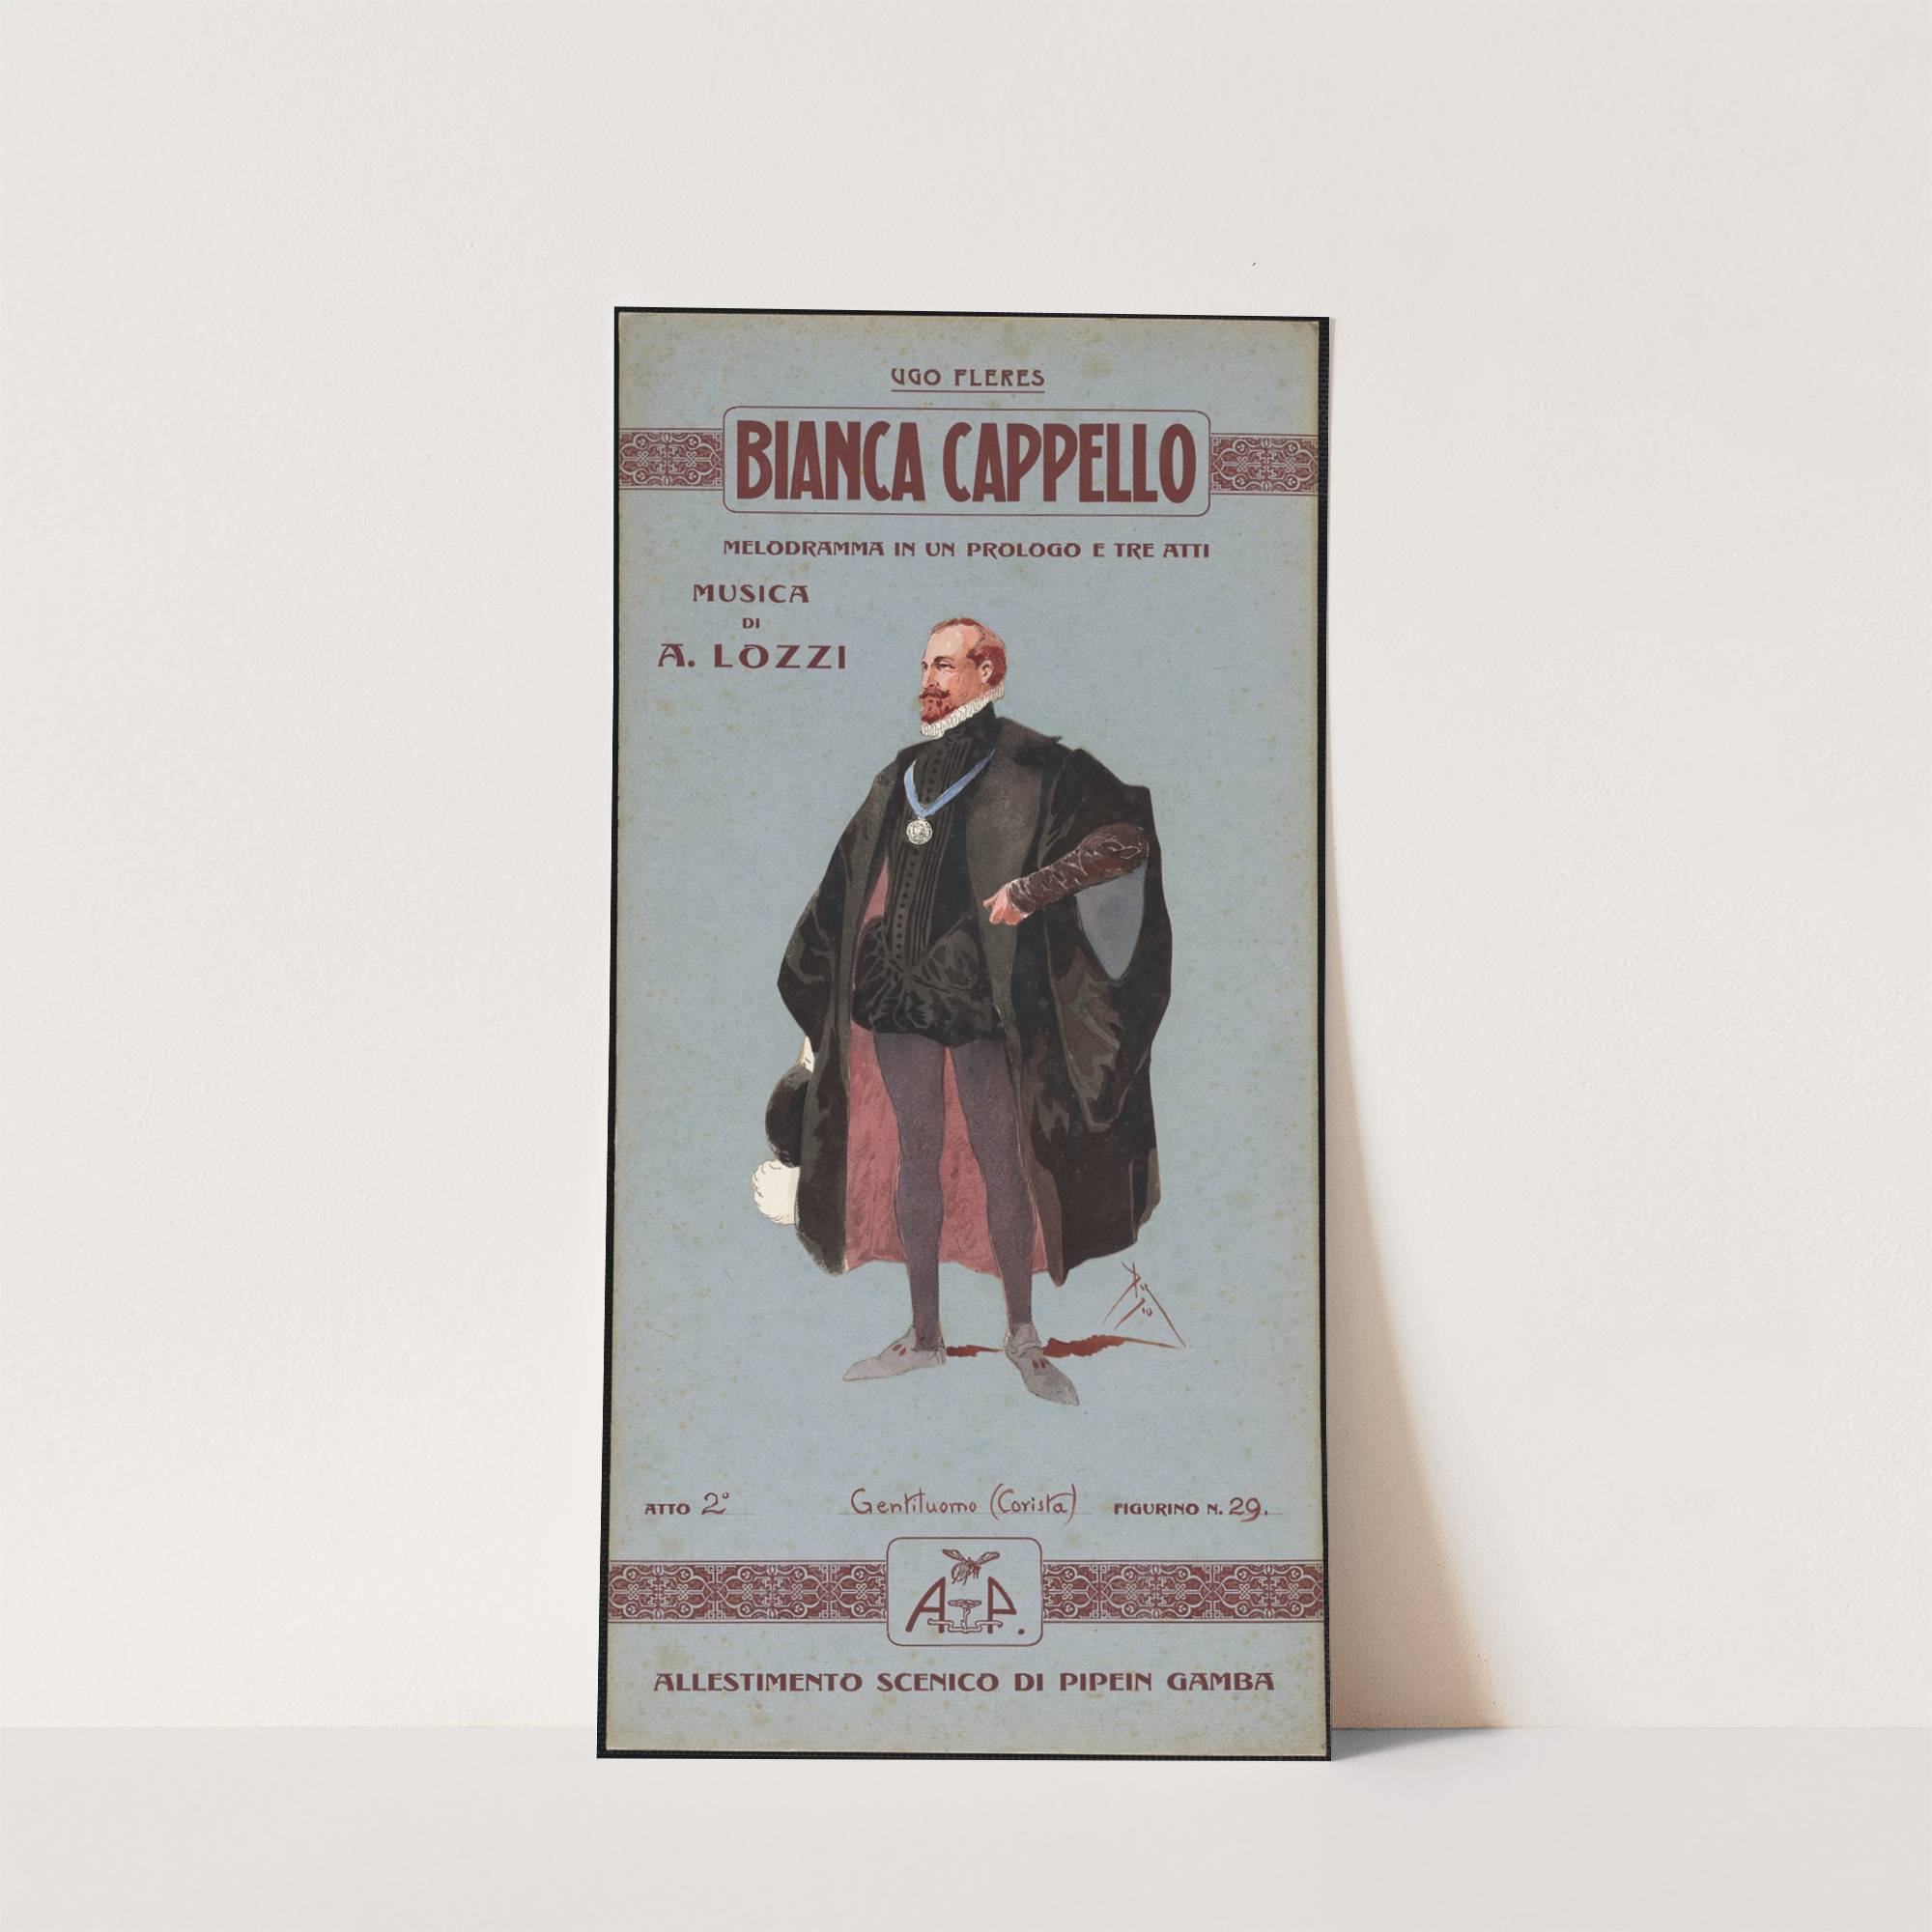 UGO FLERES
BIANCA CAPPELLO
MELODRAMMA IN UN PROLOGO E TRE ATTI
MUSICA
DI
A. LOZZI
ATTO 2° Gentiluomo (Corista) FIGURINO N. 29.
A P.
ALLESTIMENTO SCENICO DI PIPEIN GAMBA